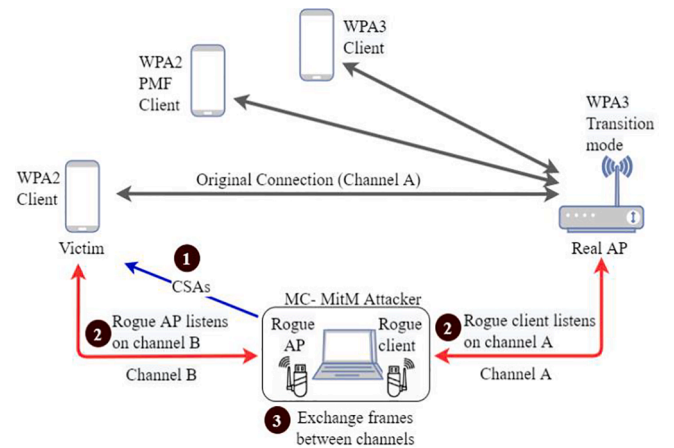 WPA3
Client
WPA2
PMF
Client
WPA3
Transition
mode
WPA2
Client
Original Connection (Channel A)
Victim
Real AP
1
CSAs
MC- MitM Attacker
2
Rogue AP listens
on channel B
Channel B
Rogue
AP
Rogue
client
2
Rogue client listens
on channel A
Channel A
3
Exchange frames
between channels